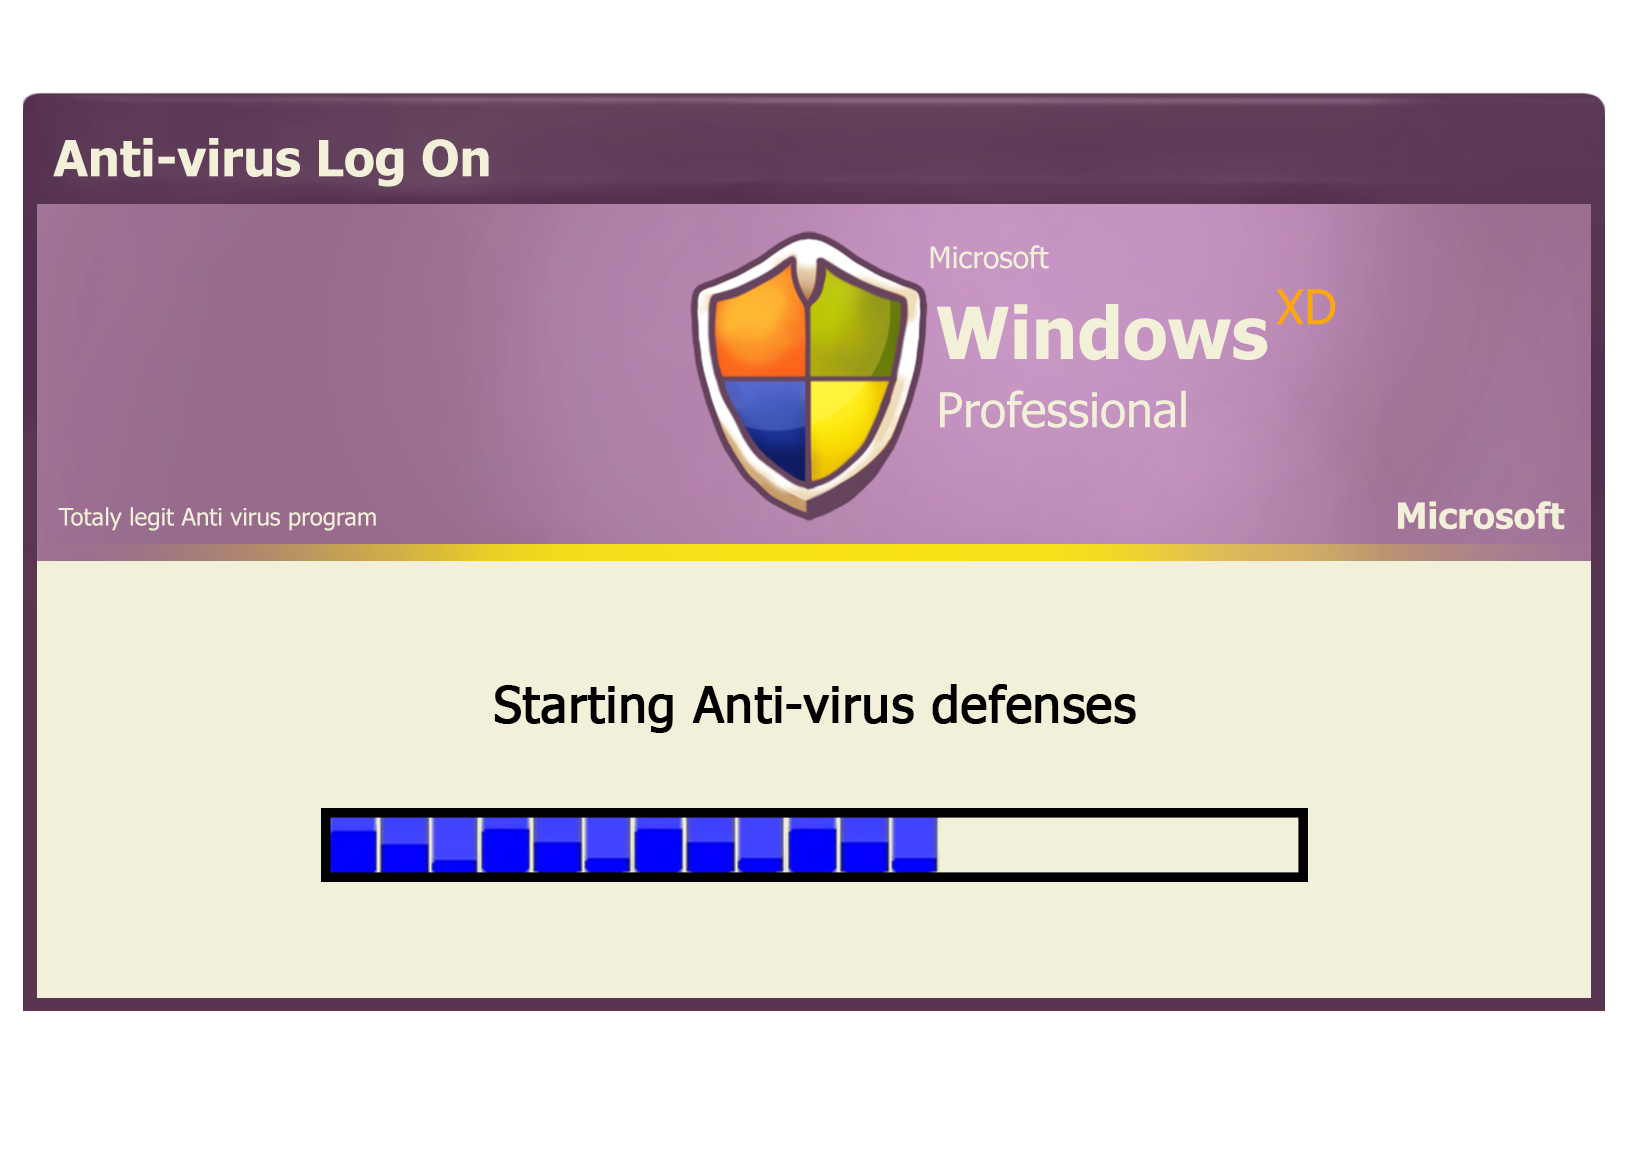 Anti-virus Log On
Microsoft
Windows XD
Professional
Totaly legit Anti virus program
Microsoft
Starting Anti-virus defenses